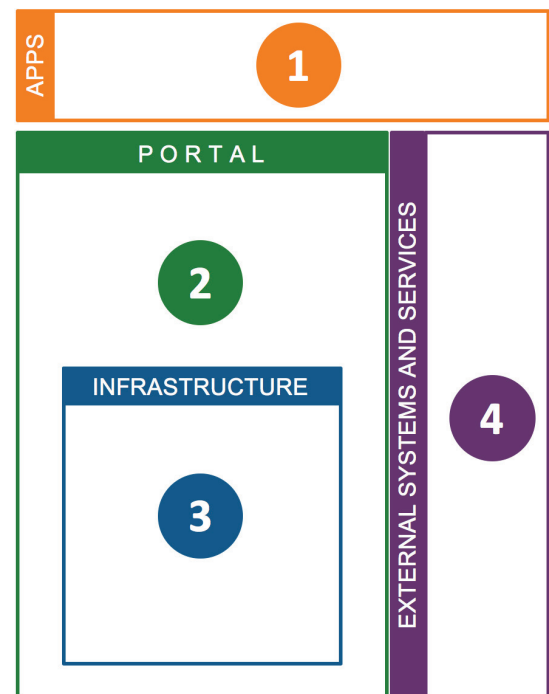 APPS
1
PORTAL
2
INFRASTRUCTURE
3
EXTERNAL SYSTEMS AND SERVICES
4